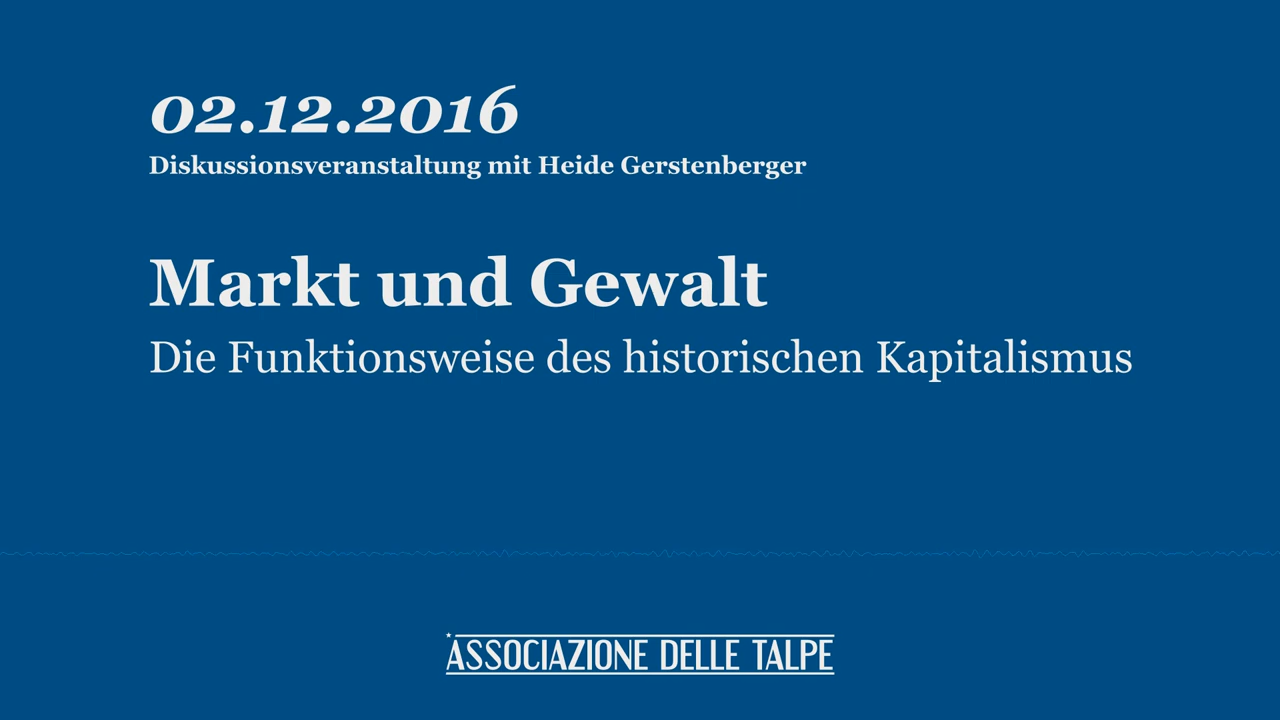 02.12.2016
Diskussionsveranstaltung mit Heide Gerstenberger
Markt und Gewalt
Die Funktionsweise des historischen Kapitalismus
ASSOCIAZIONE DELLE TALPE